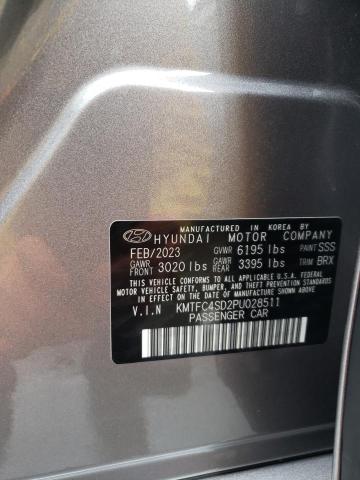 MANUFACTURED IN KOREA BY
HYUNDAI MOTOR COMPANY
FEB/2023 GVWR 6195 lbs PAINT SSS
GAWR FRONT 3020 lbs GAWR REAR 3395 lbs TRIM BRX
THIS VEHICLE CONFORMS TO ALL APPLICABLE U.S.A. FEDERAL
MOTOR VEHICLE SAFETY, BUMPER, AND THEFT PREVENTION
STANDARDS IN EFFECT ON THE DATE OF MANUFACTURE SHOWN ABOVE.
V.I.N KMTFC4SD2PU028511
PASSENGER CAR